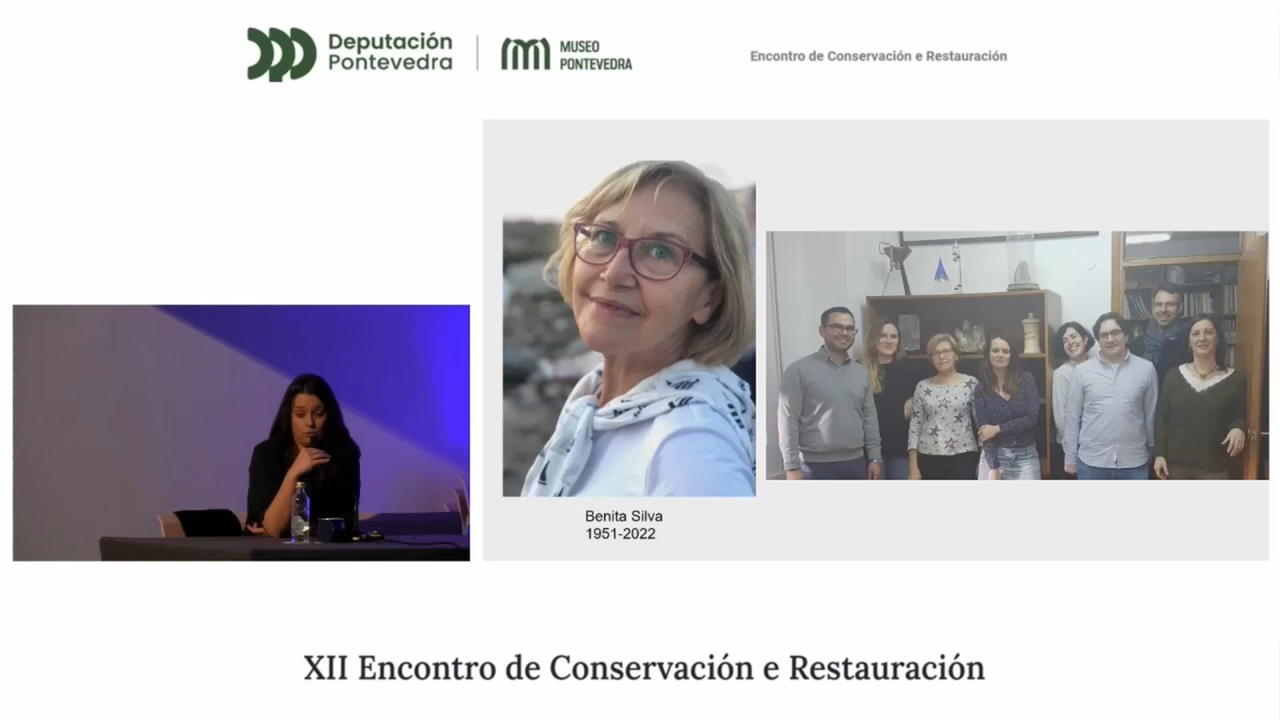 Deputación
Pontevedra
MUSEO
PONTEVEDRA
Encontro de Conservación e Restauración
Benita Silva
1951-2022
XII Encontro de Conservación e Restauración